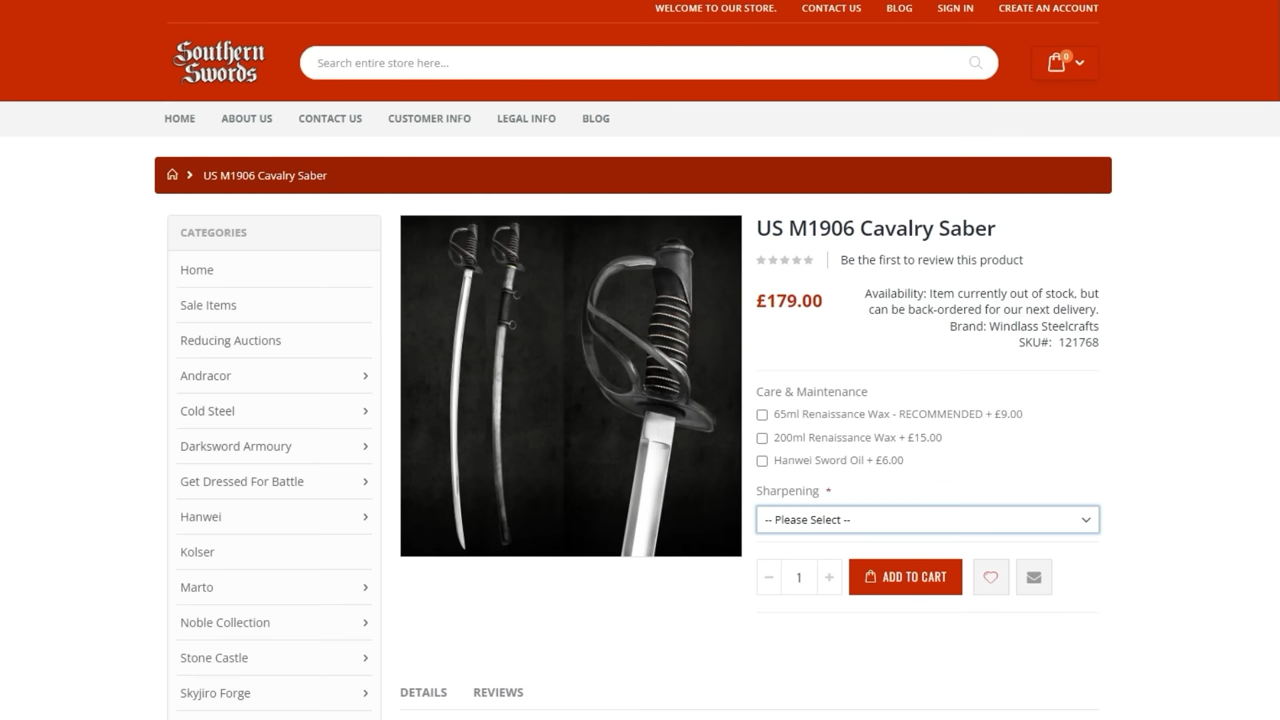 WELCOME TO OUR STORE. CONTACT US BLOG SIGN IN CREATE AN ACCOUNT
Southern
Swords
Search entire store here...
0
HOME ABOUT US CONTACT US CUSTOMER INFO LEGAL INFO BLOG
US M1906 Cavalry Saber
CATEGORIES
Home
Sale Items
Reducing Auctions
Andracor
Cold Steel
Darksword Armoury
Get Dressed For Battle
Hanwei
Kolser
Marto
Noble Collection
Stone Castle
Skyjiro Forge
US M1906 Cavalry Saber
Be the first to review this product
£179.00
Availability: Item currently out of stock, but
can be back-ordered for our next delivery.
Brand: Windlass Steelcrafts
SKU#: 121768
Care & Maintenance
65ml Renaissance Wax - RECOMMENDED + £9.00
200ml Renaissance Wax + £15.00
Hanwei Sword Oil + £6.00
Sharpening *
-- Please Select --
1
ADD TO CART
DETAILS REVIEWS